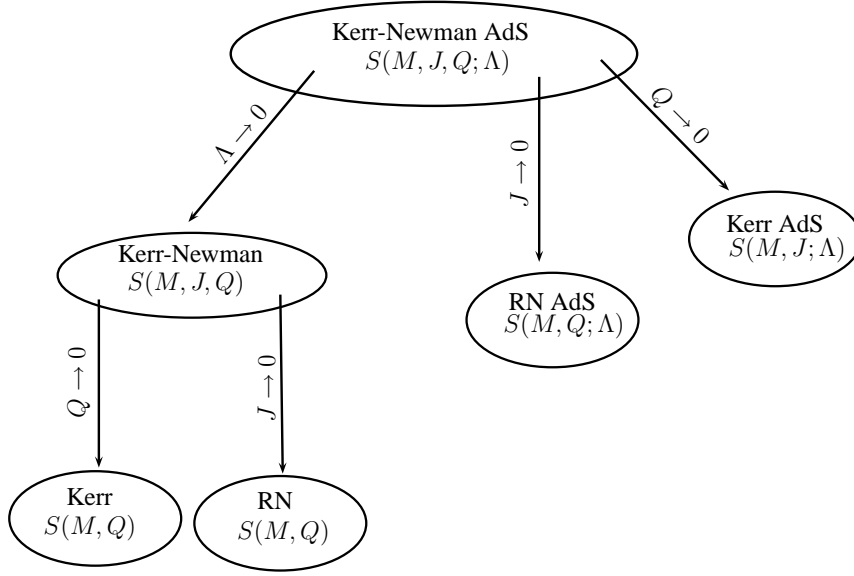 Kerr-Newman AdS
S(M, J, Q; Λ)
Λ → 0
J → 0
Q → 0
Kerr-Newman
S(M, J, Q)
Kerr AdS
S(M, J; Λ)
RN AdS
S(M, Q; Λ)
Q → 0
J → 0
Kerr
S(M, Q)
RN
S(M, Q)